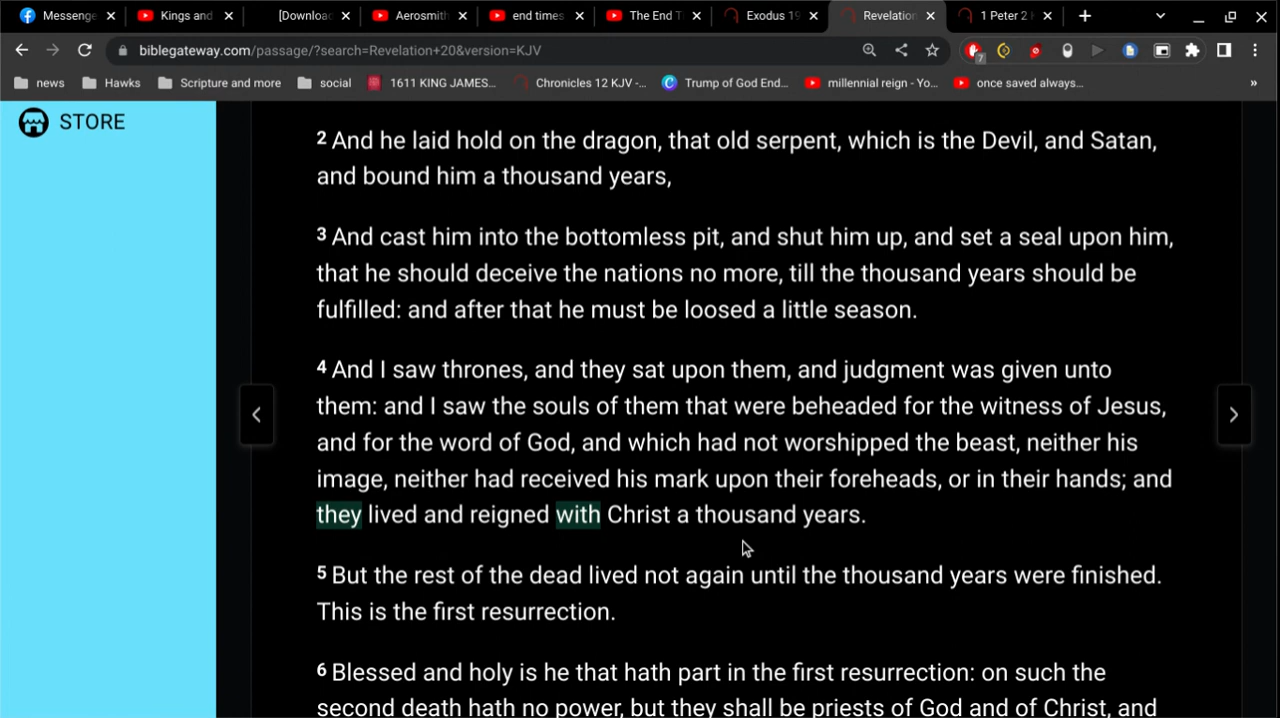 Messenge
Kings and
[Downloac
Aerosmith
end times
The End T
Exodus 19
Revelation
1 Peter 2
biblegateway.com/passage/?search=Revelation+20&version=KJV
7
news
Hawks
Scripture and more
social
1611 KING JAMES...
Chronicles 12 KJV -...
Trump of God End...
millennial reign - Yo...
once saved always...
»
STORE
2 And he laid hold on the dragon, that old serpent, which is the Devil, and Satan,
and bound him a thousand years,
3 And cast him into the bottomless pit, and shut him up, and set a seal upon him,
that he should deceive the nations no more, till the thousand years should be
fulfilled: and after that he must be loosed a little season.
4 And I saw thrones, and they sat upon them, and judgment was given unto
them: and I saw the souls of them that were beheaded for the witness of Jesus,
and for the word of God, and which had not worshipped the beast, neither his
image, neither had received his mark upon their foreheads, or in their hands; and
they lived and reigned with Christ a thousand years.
5 But the rest of the dead lived not again until the thousand years were finished.
This is the first resurrection.
6 Blessed and holy is he that hath part in the first resurrection: on such the
second death hath no power, but they shall be priests of God and of Christ, and